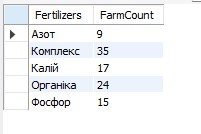 Fertilizers FarmCount
Азот 9
Комплекс 35
Калій 17
Органіка 24
Фосфор 15